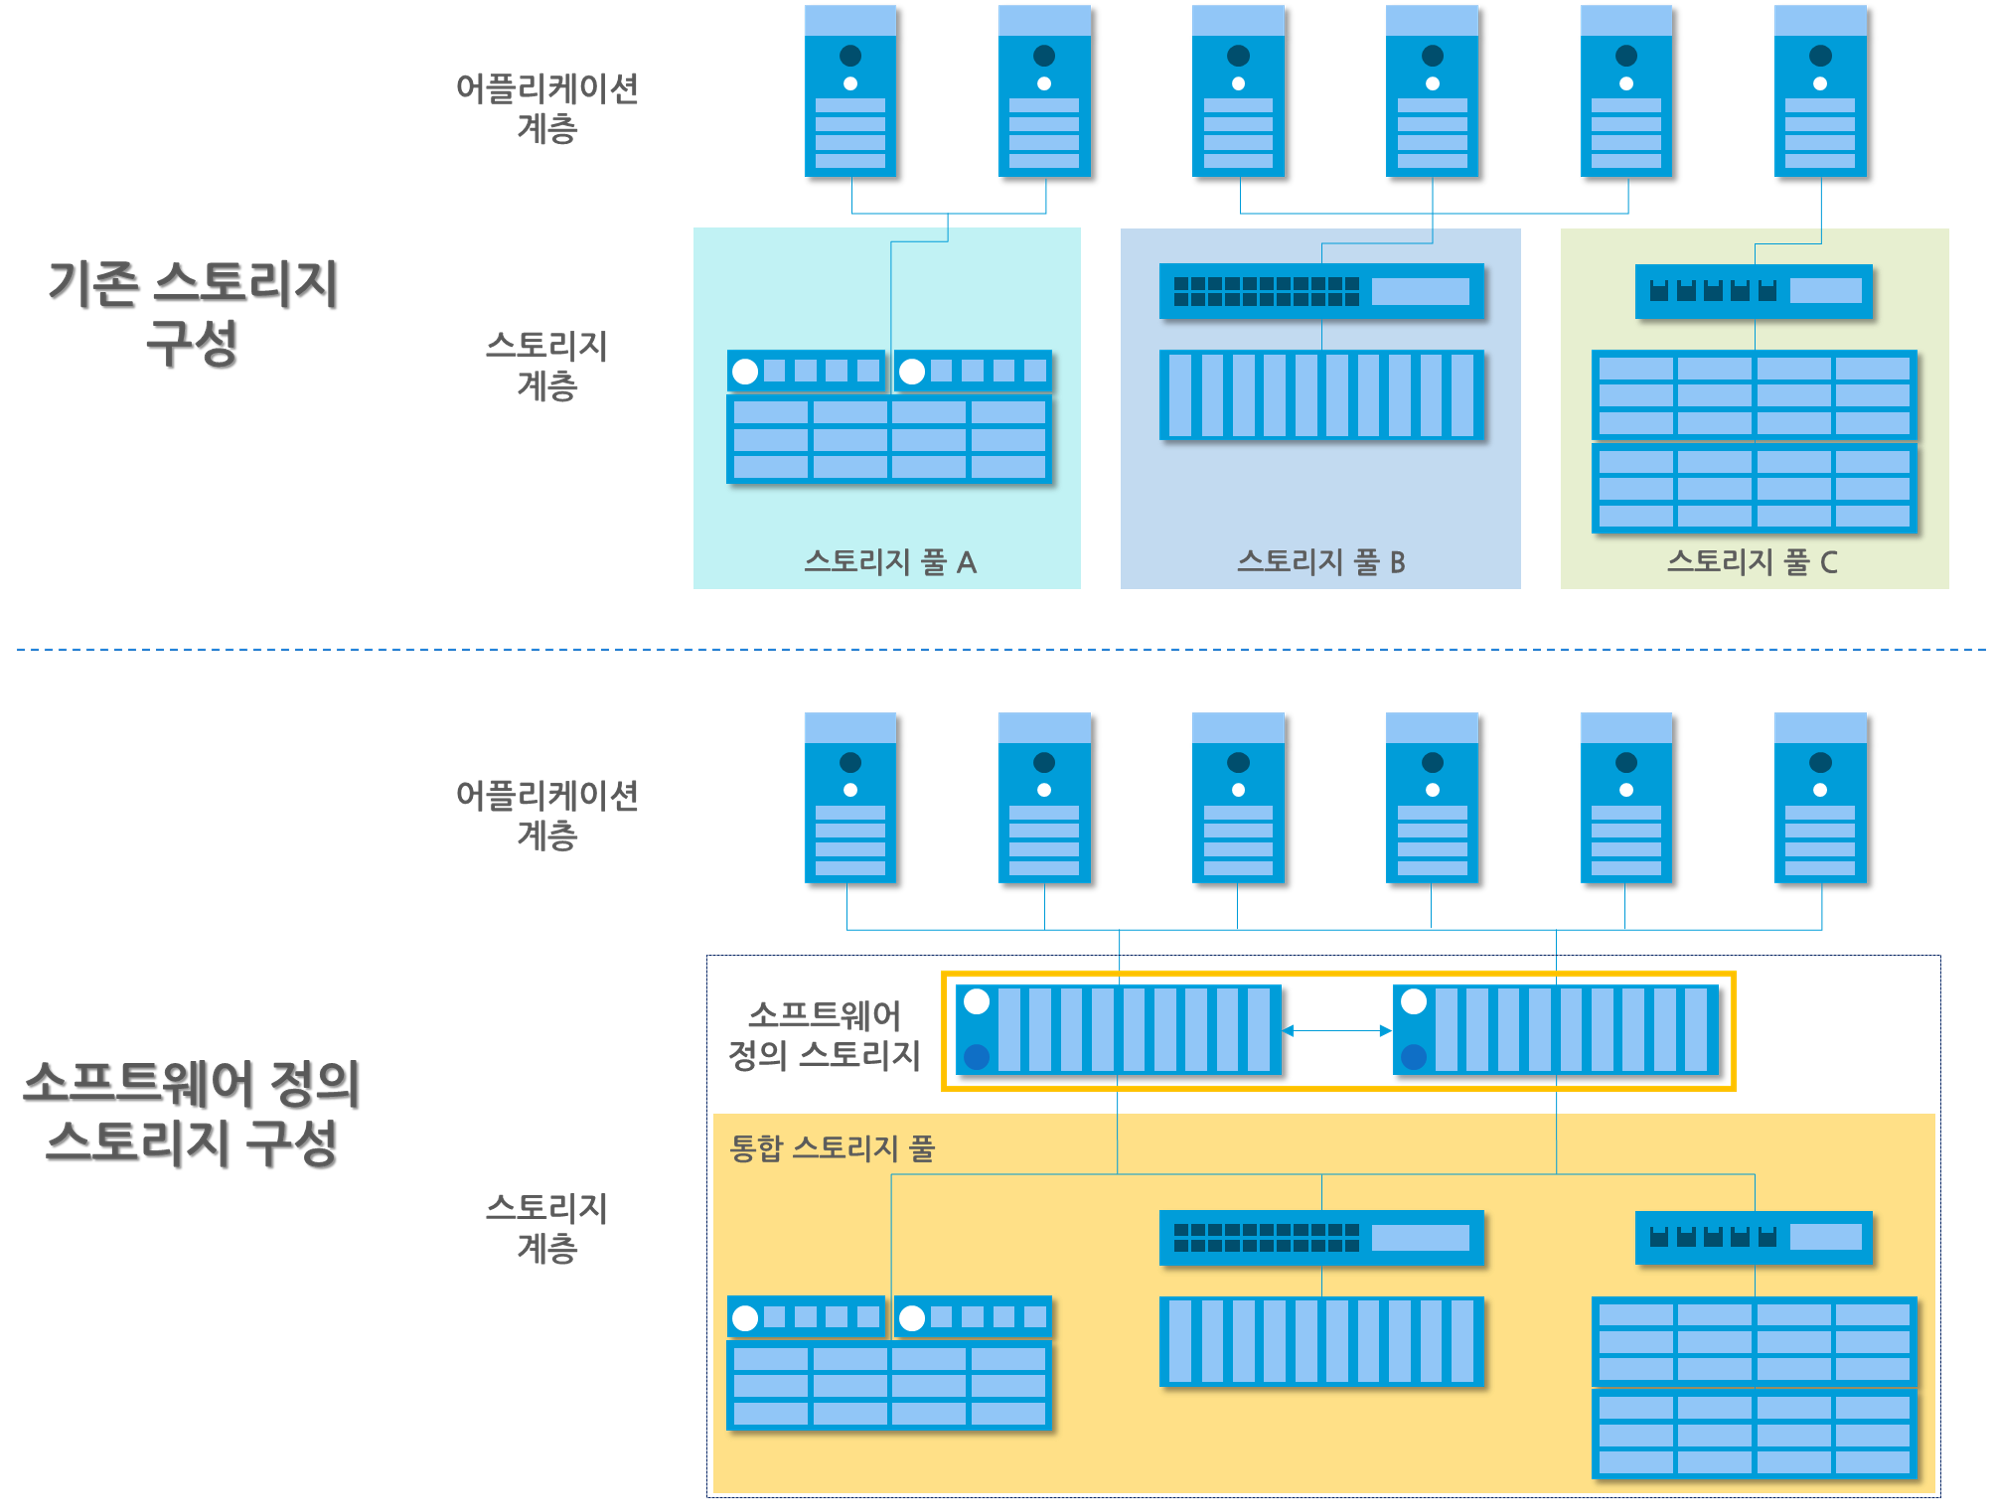 어플리케이션
계층
기존 스토리지
구성
스토리지
계층
스토리지 풀 A
스토리지 풀 B
스토리지 풀 C
어플리케이션
계층
소프트웨어
정의 스토리지
소프트웨어 정의
스토리지 구성
통합 스토리지 풀
스토리지
계층